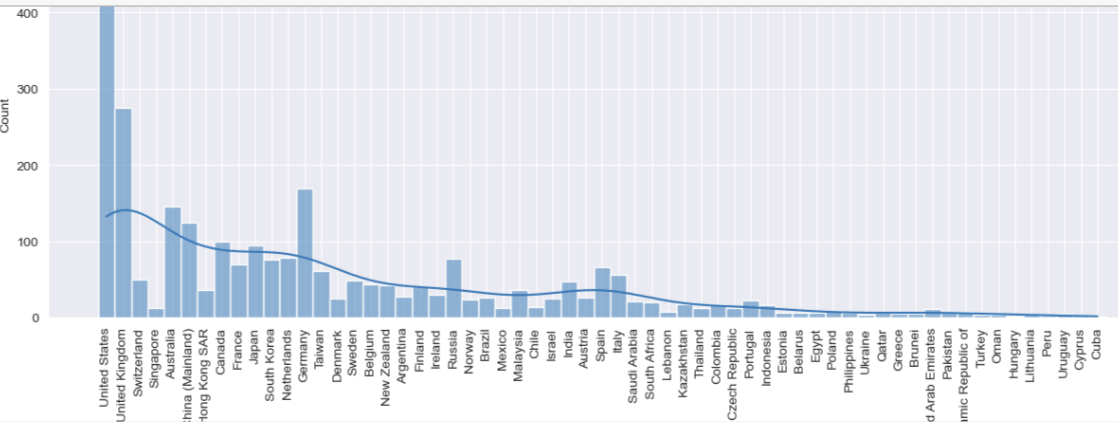 400
300
200
100
0
Count
United States
United Kingdom
Switzerland
Singapore
Australia
hina (Mainland)
Hong Kong SAR
Canada
France
Japan
South Korea
Netherlands
Germany
Taiwan
Denmark
Sweden
Belgium
New Zealand
Argentina
Finland
Ireland
Russia
Norway
Brazil
Mexico
Malaysia
Chile
Israel
India
Austria
Spain
Italy
Saudi Arabia
South Africa
Lebanon
Kazakhstan
Thailand
Colombia
Czech Republic
Portugal
Indonesia
Estonia
Belarus
Egypt
Poland
Philippines
Ukraine
Qatar
Greece
Brunei
d Arab Emirates
Pakistan
amic Republic of
Turkey
Oman
Hungary
Lithuania
Peru
Uruguay
Cyprus
Cuba